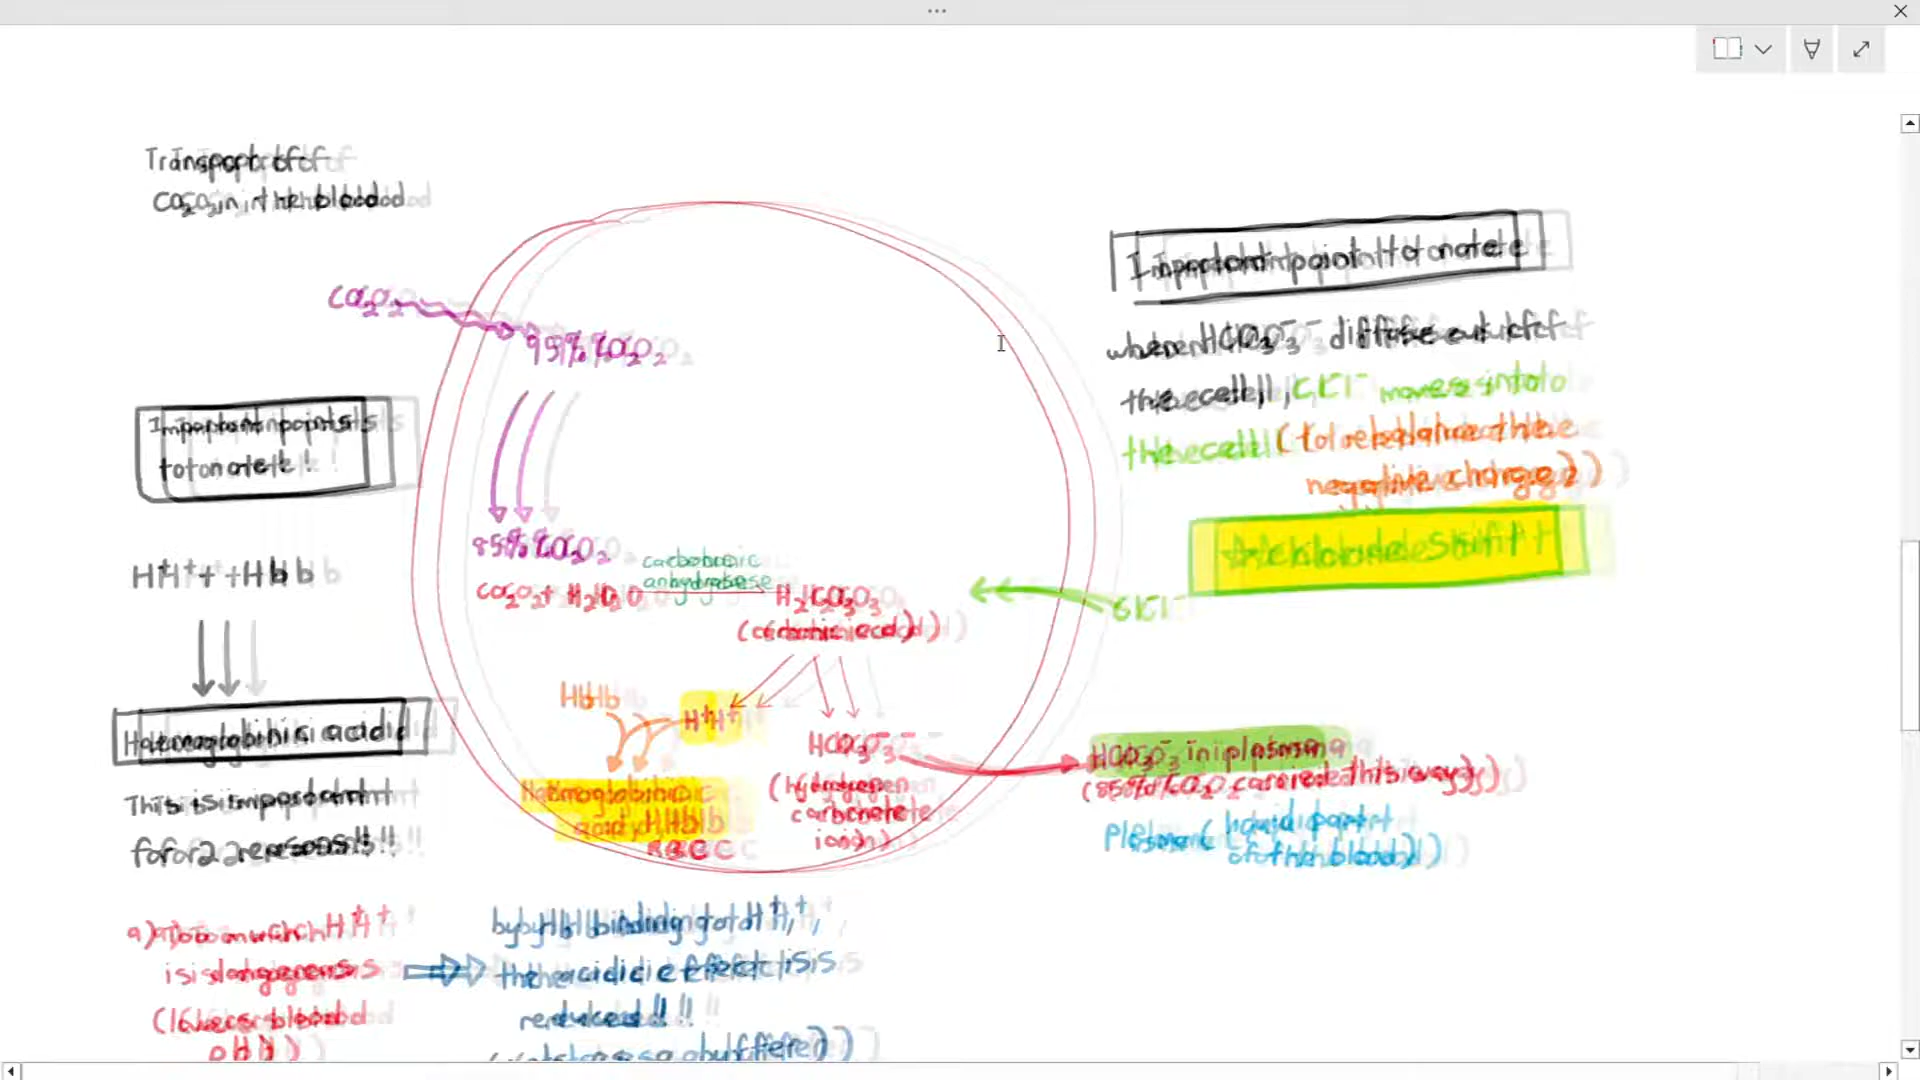 Transport of
CO2 in the blood
CO2
95% CO2
Important points
to note!
H+ + Hb
Haemoglobinic acid
This is important
for 2 reasons!!
a) Too much H+
is dangerous
(lowers blood
pH)
by Hb binding to H+,
the acidic effect is
reduced!!
85% CO2
carbonic
anhydrase
CO2 + H2O
H2CO3
(carbonic acid)
Hb
H+
HCO3-
(hydrogen
carbonate
ion)
Haemoglobinic
acid, HHb
RBC
Important point to note
when HCO3- diffuse out of
the cell, Cl- moves into
the cell (to rebalance the
negative charge)
chloride shift
Cl-
HCO3- in plasma
(85% CO2 carried this way)
Plasma (liquid part
of the blood)